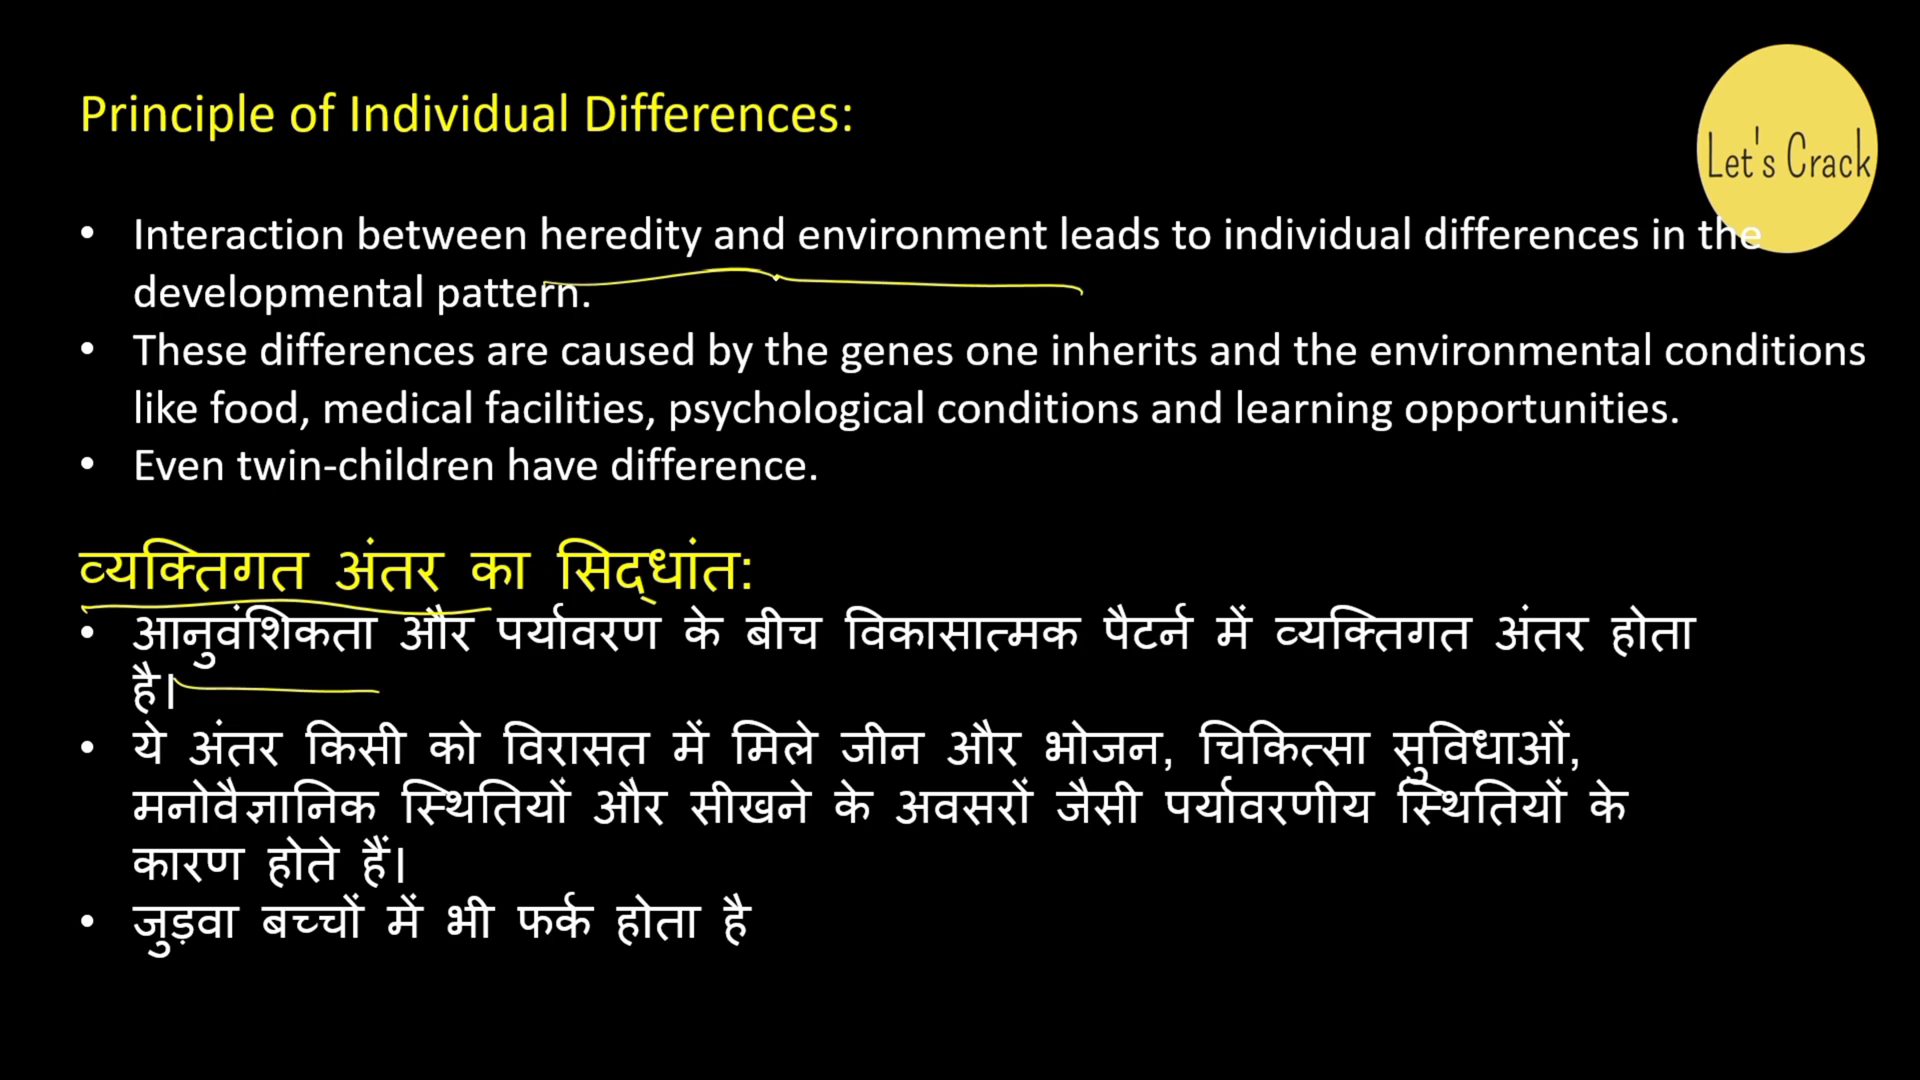 Principle of Individual Differences:
Let's Crack
• Interaction between heredity and environment leads to individual differences in the
developmental pattern.
• These differences are caused by the genes one inherits and the environmental conditions
like food, medical facilities, psychological conditions and learning opportunities.
• Even twin-children have difference.
व्यक्तिगत अंतर का सिद्धांत:
• आनुवंशिकता और पर्यावरण के बीच विकासात्मक पैटर्न में व्यक्तिगत अंतर होता
है।
• ये अंतर किसी को विरासत में मिले जीन और भोजन, चिकित्सा सुविधाओं,
मनोवैज्ञानिक स्थितियों और सीखने के अवसरों जैसी पर्यावरणीय स्थितियों के
कारण होते हैं।
• जुड़वा बच्चों में भी फर्क होता है